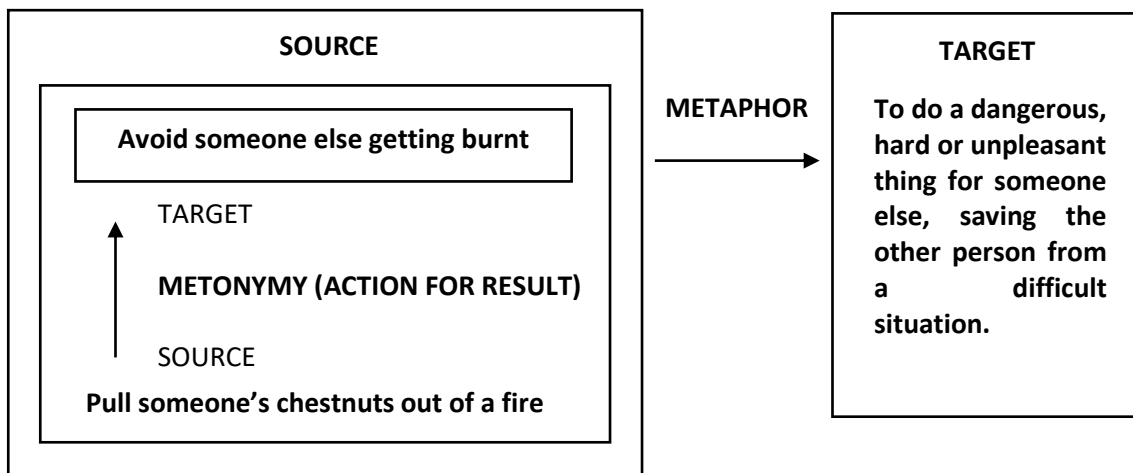 SOURCE
Avoid someone else getting burnt
TARGET
METONYMY (ACTION FOR RESULT)
SOURCE
Pull someone’s chestnuts out of a fire
METAPHOR
TARGET
To do a dangerous,
hard or unpleasant
thing for someone
else, saving the
other person from
a difficult
situation.